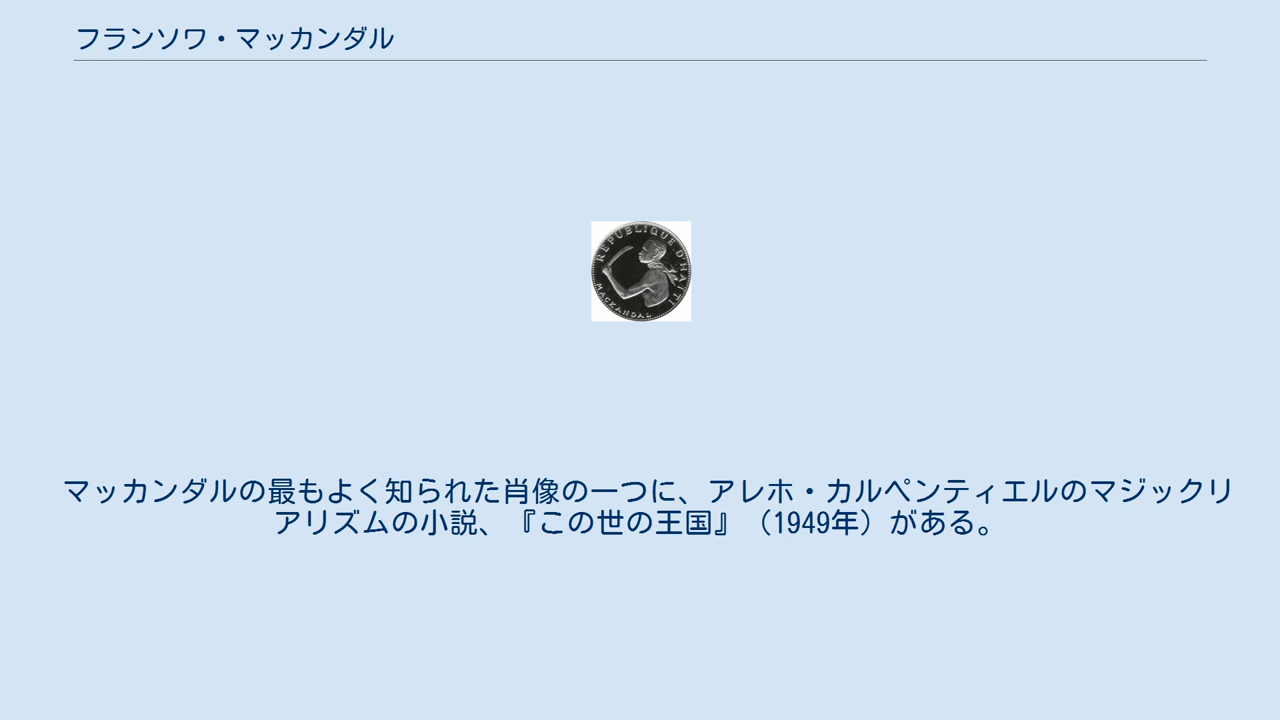 フランソワ・マッカンダル
RÉPUBLIQUE D'HAÏTI
MACKANDAL
マッカンダルの最もよく知られた肖像の一つに、アレホ・カルペンティエルのマジックリ
アリズムの小説、『この世の王国』（1949年）がある。